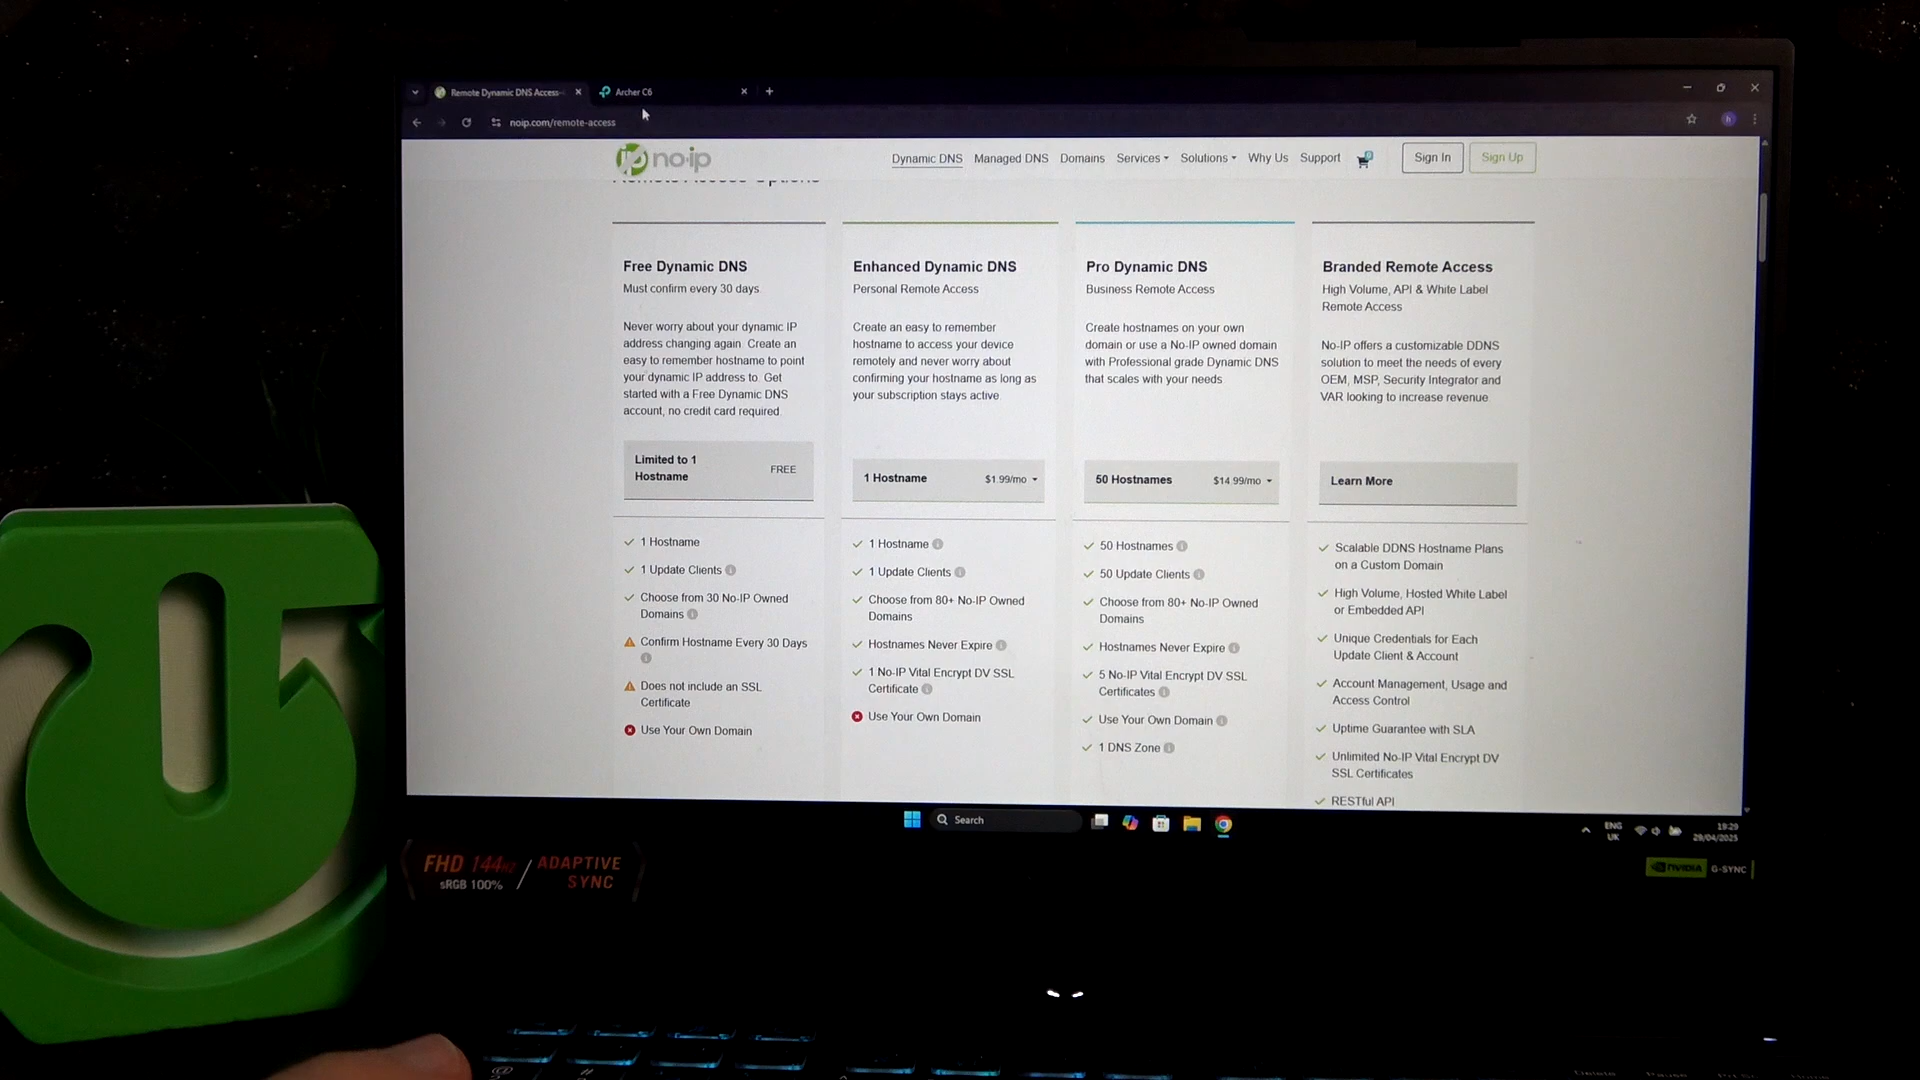 Remote Dynamic DNS Access
Archer C6
noip.com/remote-access
h
no-ip
Dynamic DNS
Managed DNS
Domains
Services
Solutions
Why Us
Support
Sign In
Sign Up
Remote Access Options
Free Dynamic DNS
Must confirm every 30 days
Never worry about your dynamic IP
address changing again. Create an
easy to remember hostname to point
your dynamic IP address to. Get
started with a Free Dynamic DNS
account, no credit card required.
Limited to 1
Hostname
FREE
1 Hostname
1 Update Clients
Choose from 30 No-IP Owned
Domains
Confirm Hostname Every 30 Days
Does not include an SSL
Certificate
Use Your Own Domain
Enhanced Dynamic DNS
Personal Remote Access
Create an easy to remember
hostname to access your device
remotely and never worry about
confirming your hostname as long as
your subscription stays active
1 Hostname
$1.99/mo
1 Hostname
1 Update Clients
Choose from 80+ No-IP Owned
Domains
Hostnames Never Expire
1 No-IP Vital Encrypt DV SSL
Certificate
Use Your Own Domain
Pro Dynamic DNS
Business Remote Access
Create hostnames on your own
domain or use a No-IP owned domain
with Professional grade Dynamic DNS
that scales with your needs
50 Hostnames
$14.99/mo
50 Hostnames
50 Update Clients
Choose from 80+ No-IP Owned
Domains
Hostnames Never Expire
5 No-IP Vital Encrypt DV SSL
Certificates
Use Your Own Domain
1 DNS Zone
Branded Remote Access
High Volume, API & White Label
Remote Access
No-IP offers a customizable DDNS
solution to meet the needs of every
OEM, MSP, Security Integrator and
VAR looking to increase revenue
Learn More
Scalable DDNS Hostname Plans
on a Custom Domain
High Volume, Hosted White Label
or Embedded API
Unique Credentials for Each
Update Client & Account
Account Management, Usage and
Access Control
Uptime Guarantee with SLA
Unlimited No-IP Vital Encrypt DV
SSL Certificates
RESTful API
Search
ENG
UK
19:29
29/04/2025
FHD 144Hz
sRGB 100%
ADAPTIVE
SYNC
NVIDIA
G-SYNC